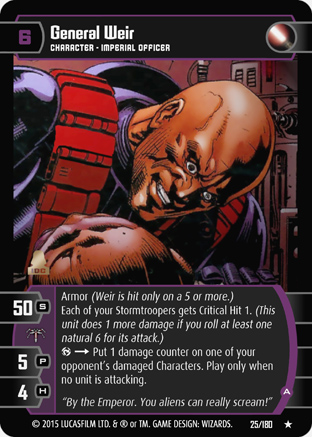 6
General Weir
CHARACTER - IMPERIAL OFFICER
IDC
50 S
5 P
4 H
Armor (Weir is hit only on a 5 or more.)
Each of your Stormtroopers gets Critical Hit 1. (This
unit does 1 more damage if you roll at least one
natural 6 for its attack.)
Put 1 damage counter on one of your
opponent's damaged Characters. Play only when
no unit is attacking.
"By the Emperor. You aliens can really scream!"
A
© 2015 LUCASFILM LTD. & ® or TM. GAME DESIGN: WIZARDS.
25/180